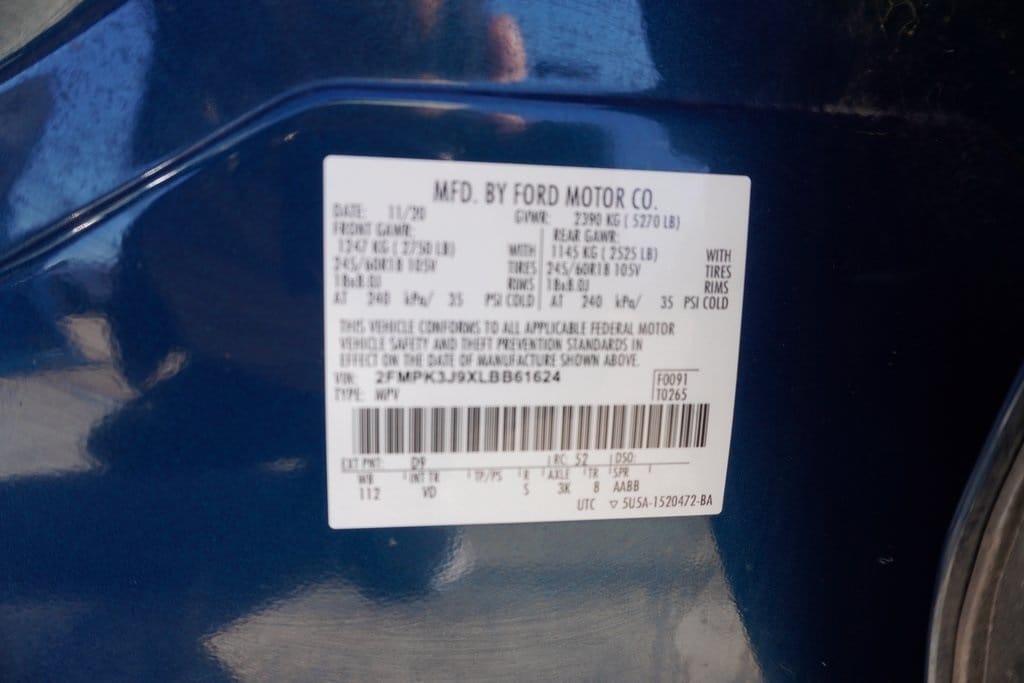 MFD. BY FORD MOTOR CO.
DATE: 11/20 GVWR: 2390 KG ( 5270 LB)
FRONT GAWR: REAR GAWR:
1247 KG ( 2750 LB) WITH 1145 KG ( 2525 LB) WITH
245/60R18 105V TIRES 245/60R18 105V TIRES
18x8.0J RIMS 18x8.0J RIMS
AT 240 kPa/ 35 PSI COLD AT 240 kPa/ 35 PSI COLD
THIS VEHICLE CONFORMS TO ALL APPLICABLE FEDERAL MOTOR
VEHICLE SAFETY AND THEFT PREVENTION STANDARDS IN
EFFECT ON THE DATE OF MANUFACTURE SHOWN ABOVE.
VIN: 2FMPK3J9XLBB61624 F0091
TYPE: MPV T0265
EXT PNT: D9 RC: 52 DSO:
WB INT TR TP/PS R AXLE TR SPR
112 VD S 3K 8 AABB
UTC ▽ 5U5A-1520472-BA